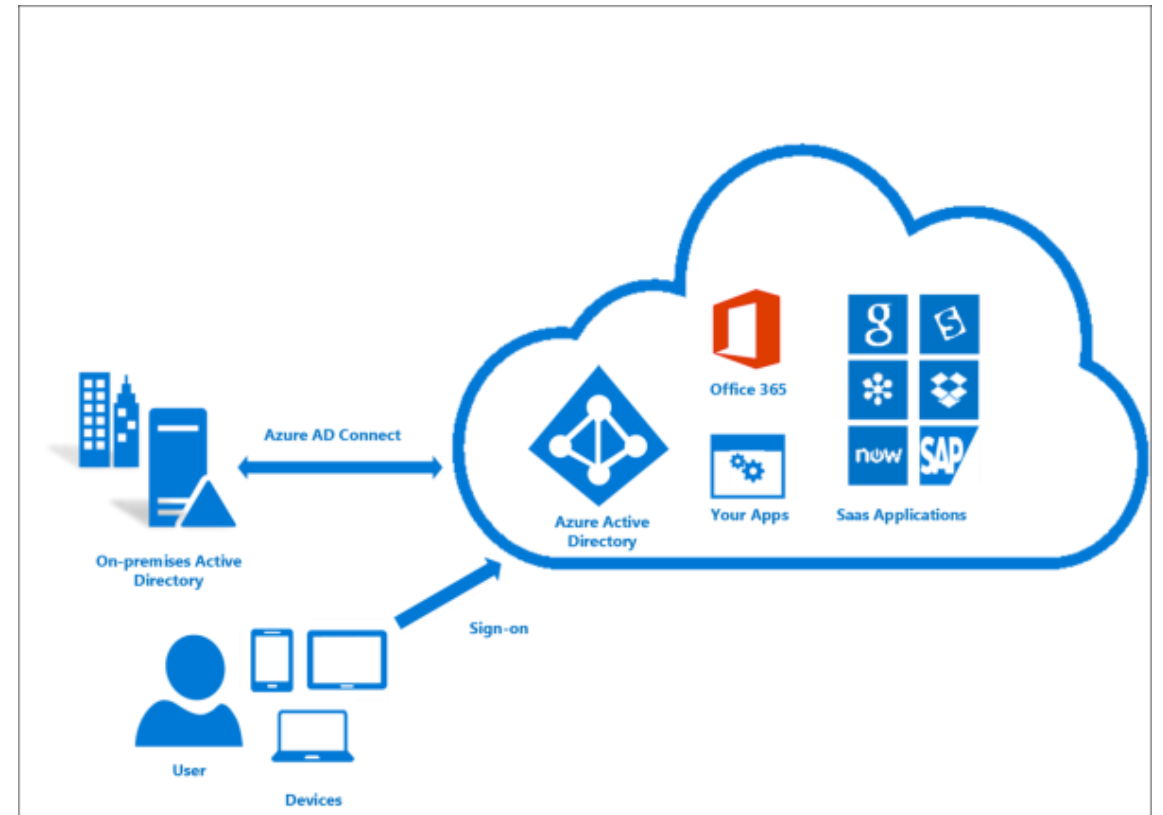 Office 365
g
S
now
SAP
Azure AD Connect
Your Apps
Saas Applications
Azure Active
Directory
On-premises Active
Directory
Sign-on
User
Devices